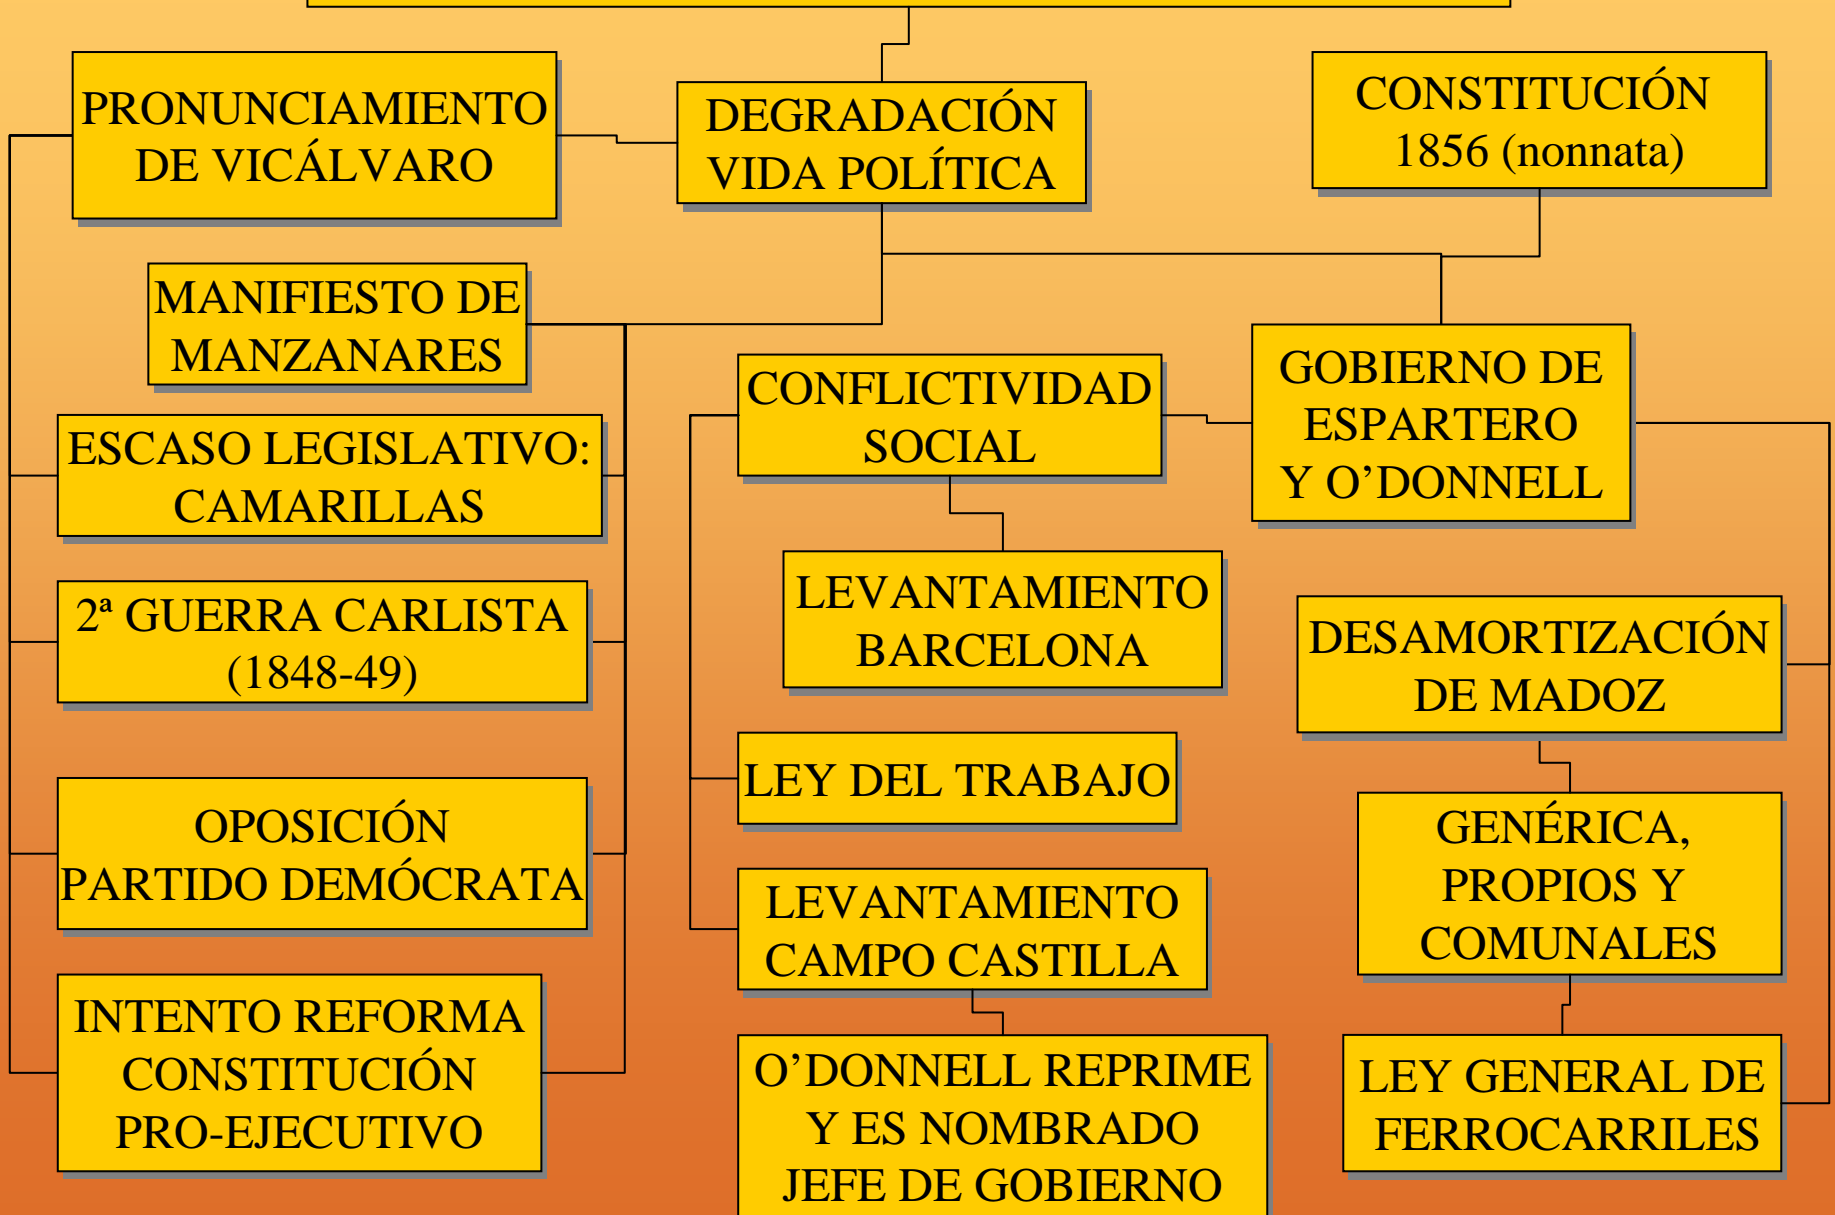 PRONUNCIAMIENTO
DE VICÁLVARO
DEGRADACIÓN
VIDA POLÍTICA
CONSTITUCIÓN
1856 (nonnata)
MANIFIESTO DE
MANZANARES
ESCASO LEGISLATIVO:
CAMARILLAS
2ª GUERRA CARLISTA
(1848-49)
OPOSICIÓN
PARTIDO DEMÓCRATA
INTENTO REFORMA
CONSTITUCIÓN
PRO-EJECUTIVO
CONFLICTIVIDAD
SOCIAL
LEVANTAMIENTO
BARCELONA
LEY DEL TRABAJO
LEVANTAMIENTO
CAMPO CASTILLA
O’DONNELL REPRIME
Y ES NOMBRADO
JEFE DE GOBIERNO
GOBIERNO DE
ESPARTERO
Y O’DONNELL
DESAMORTIZACIÓN
DE MADOZ
GENÉRICA,
PROPIOS Y
COMUNALES
LEY GENERAL DE
FERROCARRILES